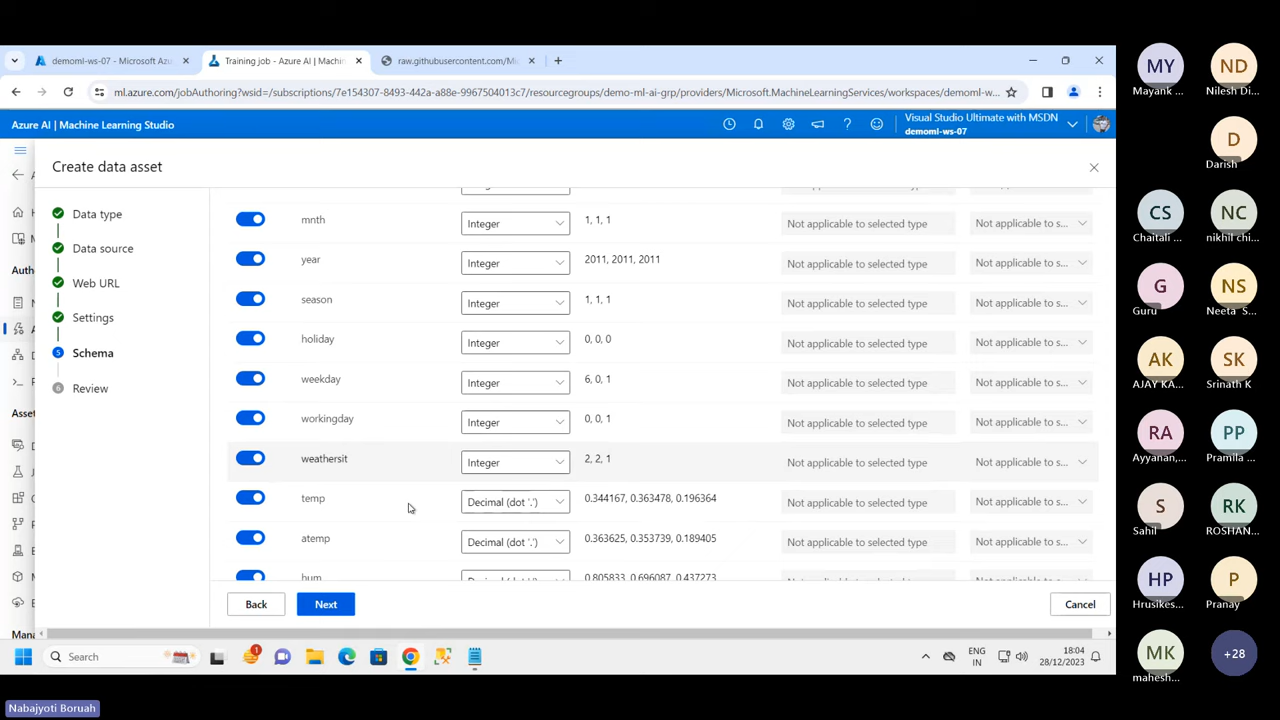 demoml-ws-07 - Microsoft Azu
Training job - Azure AI | Machin
raw.githubusercontent.com/Mi
ml.azure.com/jobAuthoring?wsid=/subscriptions/7e154307-8493-442a-a88e-9967504013c7/resourcegroups/demo-ml-ai-grp/providers/Microsoft.MachineLearningServices/workspaces/demoml-w...
Azure AI | Machine Learning Studio
Visual Studio Ultimate with MSDN
demoml-ws-07
Create data asset
Data type
Data source
Web URL
Settings
5 Schema
6 Review
Auth
Asset
Mana
mnth Integer 1, 1, 1 Not applicable to selected type Not applicable to s...
year Integer 2011, 2011, 2011 Not applicable to selected type Not applicable to s...
season Integer 1, 1, 1 Not applicable to selected type Not applicable to s...
holiday Integer 0, 0, 0 Not applicable to selected type Not applicable to s...
weekday Integer 6, 0, 1 Not applicable to selected type Not applicable to s...
workingday Integer 0, 0, 1 Not applicable to selected type Not applicable to s...
weathersit Integer 2, 2, 1 Not applicable to selected type Not applicable to s...
temp Decimal (dot '.') 0.344167, 0.363478, 0.196364 Not applicable to selected type Not applicable to s...
atemp Decimal (dot '.') 0.363625, 0.353739, 0.189405 Not applicable to selected type Not applicable to s...
hum 0.805833, 0.696087, 0.437273
Back Next Cancel
Search
1
ENG
IN
18:04
28/12/2023
Nabajyoti Boruah
MY
Mayank ...
ND
Nilesh Di...
D
Darish
CS
Chaitali ...
NC
nikhil chi...
G
Guru
NS
Neeta S...
AK
AJAY KA...
SK
Srinath K
RA
Ayyanan,...
PP
Pramila ...
S
Sahil
RK
ROSHAN...
HP
Hrusikes...
P
Pranay
MK
mahesh...
+28